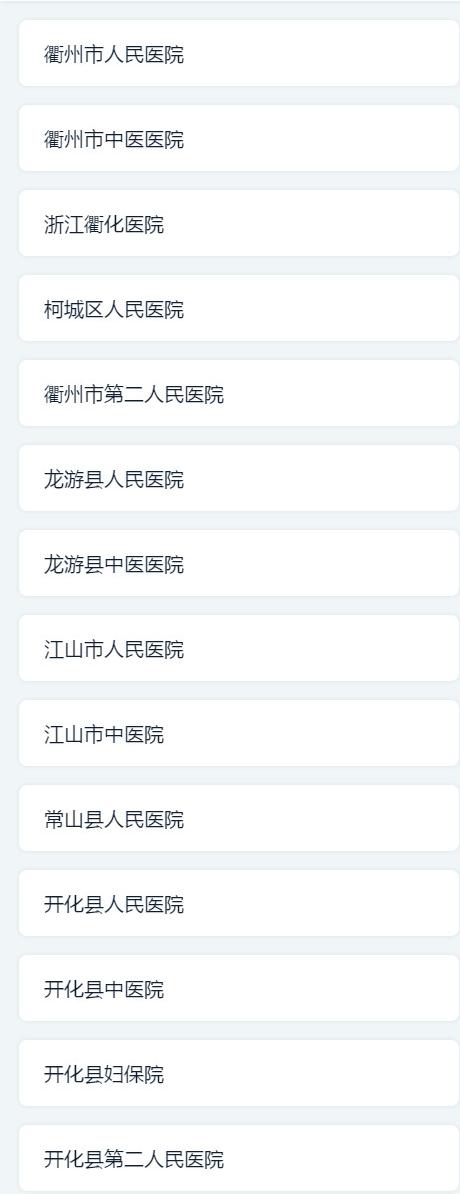 衢州市人民医院
衢州市中医医院
浙江衢化医院
柯城区人民医院
衢州市第二人民医院
龙游县人民医院
龙游县中医医院
江山市人民医院
江山市中医院
常山县人民医院
开化县人民医院
开化县中医院
开化县妇保院
开化县第二人民医院